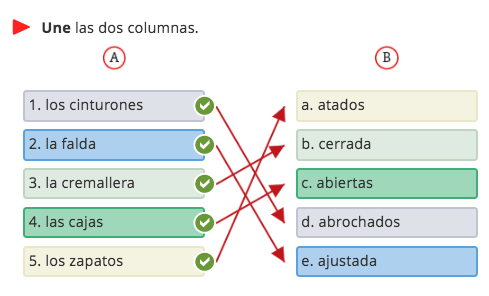 Une las dos columnas.
A
B
1. los cinturones
a. atados
2. la falda
b. cerrada
3. la cremallera
c. abiertas
4. las cajas
d. abrochados
5. los zapatos
e. ajustada